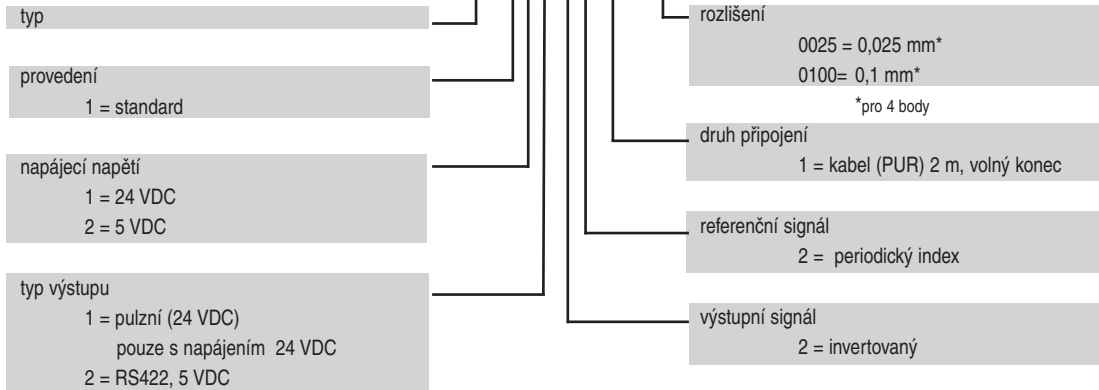 typ
provedení
1 = standard
napájecí napětí
1 = 24 VDC
2 = 5 VDC
typ výstupu
1 = pulzní (24 VDC)
pouze s napájením 24 VDC
2 = RS422, 5 VDC
rozlišení
0025 = 0,025 mm*
0100= 0,1 mm*
*pro 4 body
druh připojení
1 = kabel (PUR) 2 m, volný konec
referenční signál
2 = periodický index
výstupní signál
2 = invertovaný